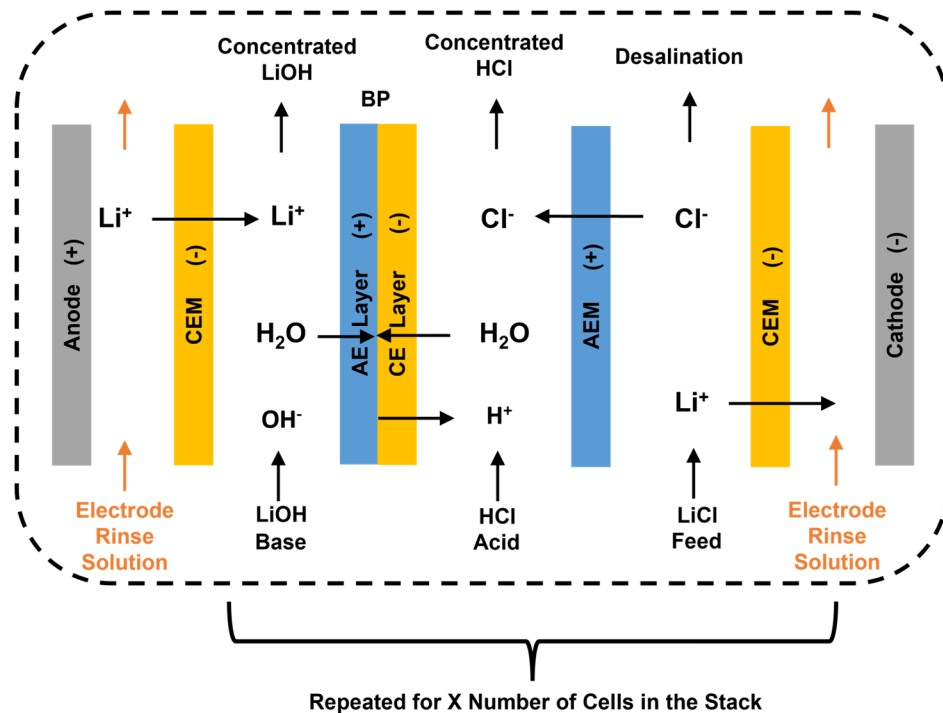 Concentrated
LiOH
BP
Concentrated
HCl
Desalination
Anode (+)
Li⁺
CEM (-)
Li⁺
AE Layer (+)
CE Layer (-)
Cl⁻
AEM (+)
Cl⁻
CEM (-)
Cathode (-)
H₂O
H₂O
OH⁻
H⁺
Li⁺
Electrode
Rinse
Solution
LiOH
Base
HCl
Acid
LiCl
Feed
Electrode
Rinse
Solution
Repeated for X Number of Cells in the Stack